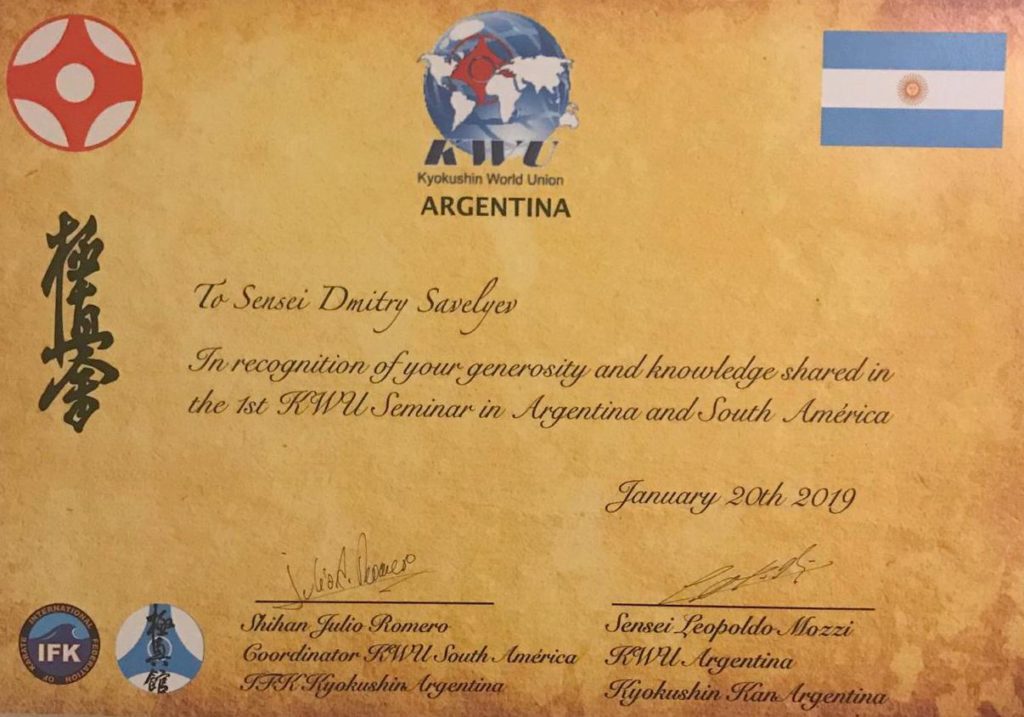 KWU
Kyokushin World Union
ARGENTINA
極真會
To Sensei Dmitry Savelyev
In recognition of your generosity and knowledge shared in
the 1st KWU Seminar in Argentina and South América
January 20th 2019
Julio A. Romero
Shihan Julio Romero
Coordinator KWU South América
IFK Kyokushin Argentina
Sensei Leopoldo Mozzi
KWU Argentina
Kyokushin Kan Argentina
INTERNATIONAL
FEDERATION OF KARATE
IFK
極真館